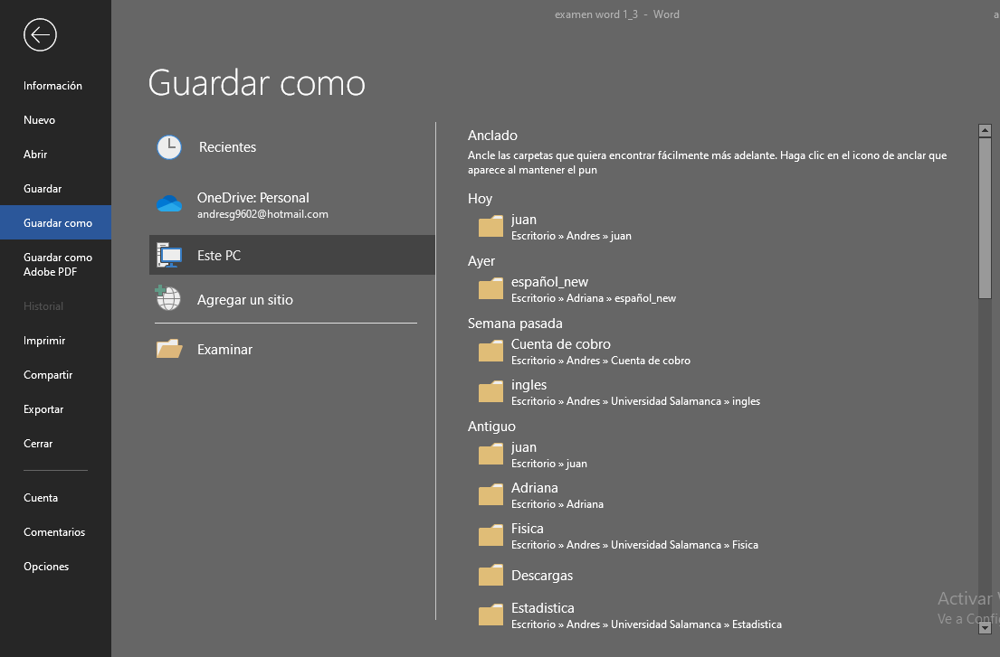 examen word 1_3 - Word
a
Información
Nuevo
Abrir
Guardar
Guardar como
Guardar como
Adobe PDF
Historial
Imprimir
Compartir
Exportar
Cerrar
Cuenta
Comentarios
Opciones
Guardar como
Recientes
OneDrive: Personal
andresg9602@hotmail.com
Este PC
Agregar un sitio
Examinar
Anclado
Ancle las carpetas que quiera encontrar fácilmente más adelante. Haga clic en el icono de anclar que
aparece al mantener el pun
Hoy
juan
Escritorio » Andres » juan
Ayer
español_new
Escritorio » Adriana » español_new
Semana pasada
Cuenta de cobro
Escritorio » Andres » Cuenta de cobro
ingles
Escritorio » Andres » Universidad Salamanca » ingles
Antiguo
juan
Escritorio » juan
Adriana
Escritorio » Adriana
Fisica
Escritorio » Andres » Universidad Salamanca » Fisica
Descargas
Estadistica
Escritorio » Andres » Universidad Salamanca » Estadistica
Activar
Ve a Confi